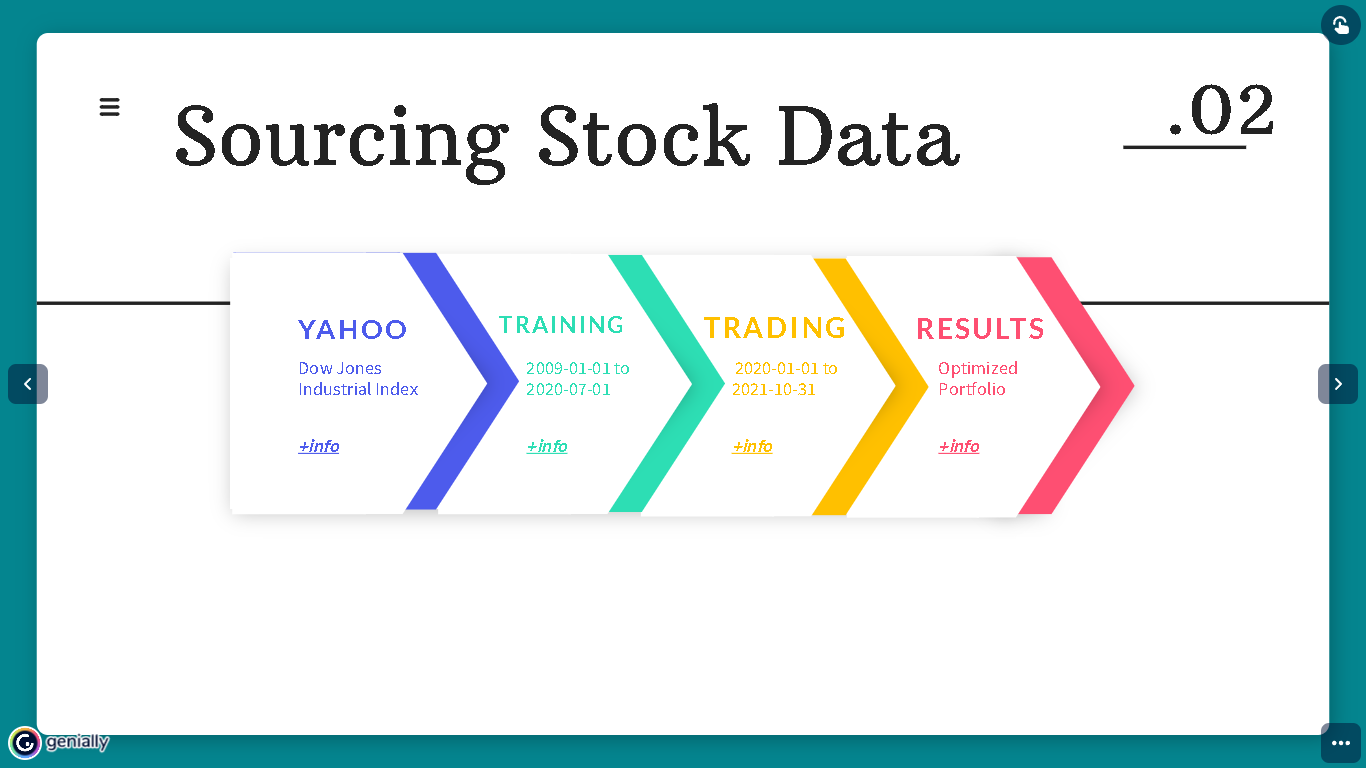 Sourcing Stock Data
.02
YAHOO
Dow Jones
Industrial Index
+info
TRAINING
2009-01-01 to
2020-07-01
+info
TRADING
2020-01-01 to
2021-10-31
+info
RESULTS
Optimized
Portfolio
+info
genially